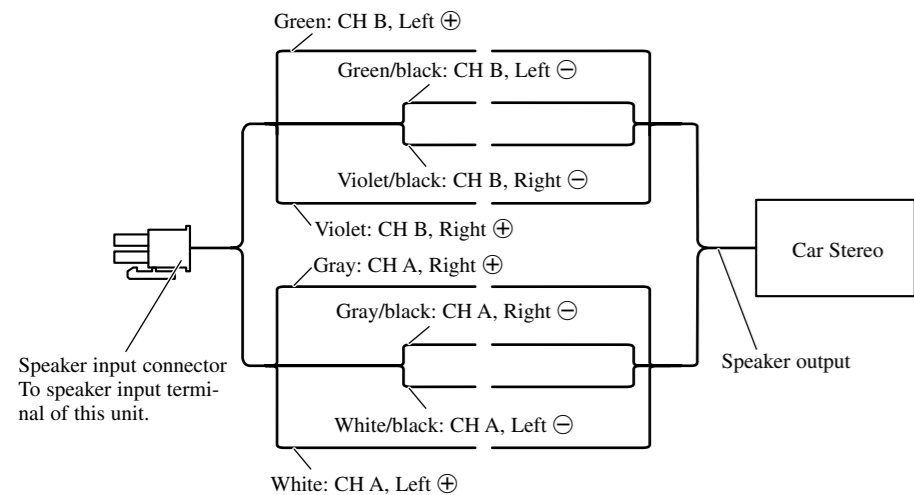 Green: CH B, Left ⊕
Green/black: CH B, Left ⊖
Violet/black: CH B, Right ⊖
Violet: CH B, Right ⊕
Gray: CH A, Right ⊕
Car Stereo
Gray/black: CH A, Right ⊖
Speaker input connector
To speaker input termi-
nal of this unit.
Speaker output
White/black: CH A, Left ⊖
White: CH A, Left ⊕